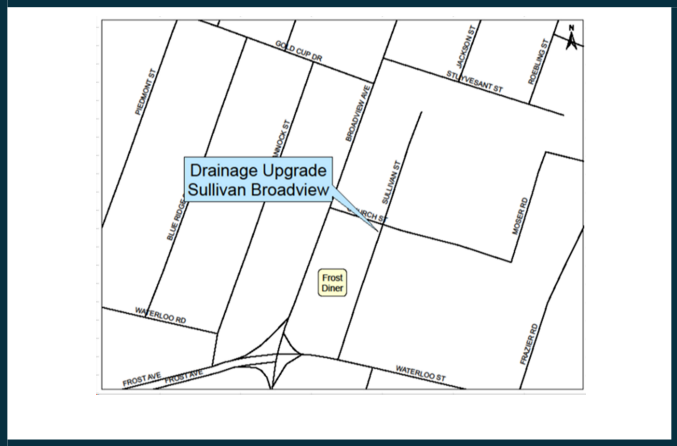 N
GOLD CUP DR
JACKSON ST
ROEBLING ST
STUYVESANT ST
PIEDMONT ST
BROADVIEW AVE
Drainage Upgrade
Sullivan Broadview
SULLIVAN ST
BLUE RIDGE
MOSER RD
Frost
Diner
WATERLOO RD
FRAZIER RD
WATERLOO ST
FROST AVE
FROST AVE